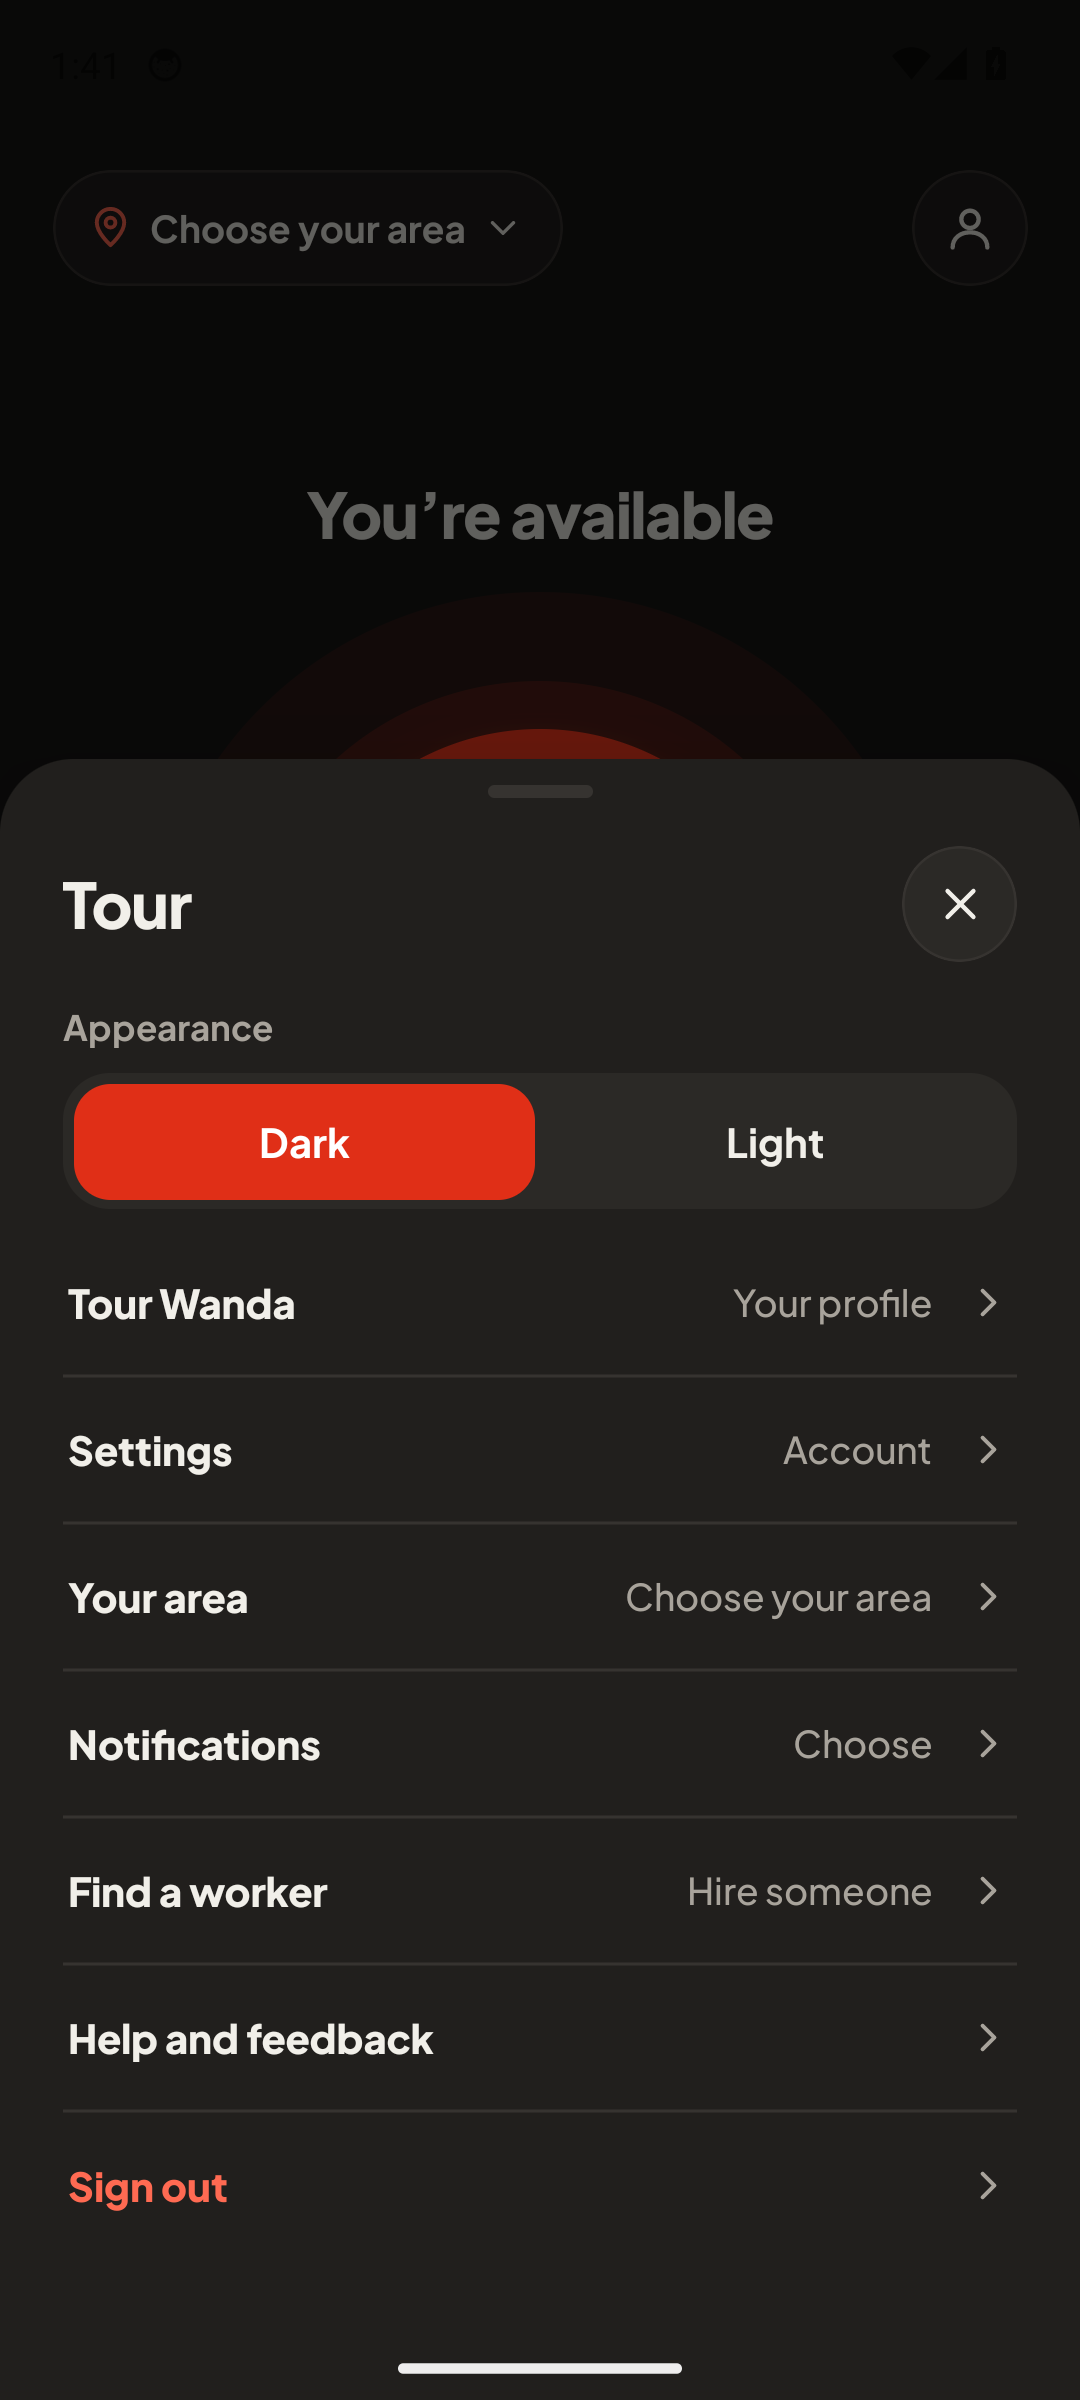 1:41
Choose your area
You’re available
Tour
Appearance
Dark Light
Tour Wanda Your profile
Settings Account
Your area Choose your area
Notifications Choose
Find a worker Hire someone
Help and feedback
Sign out